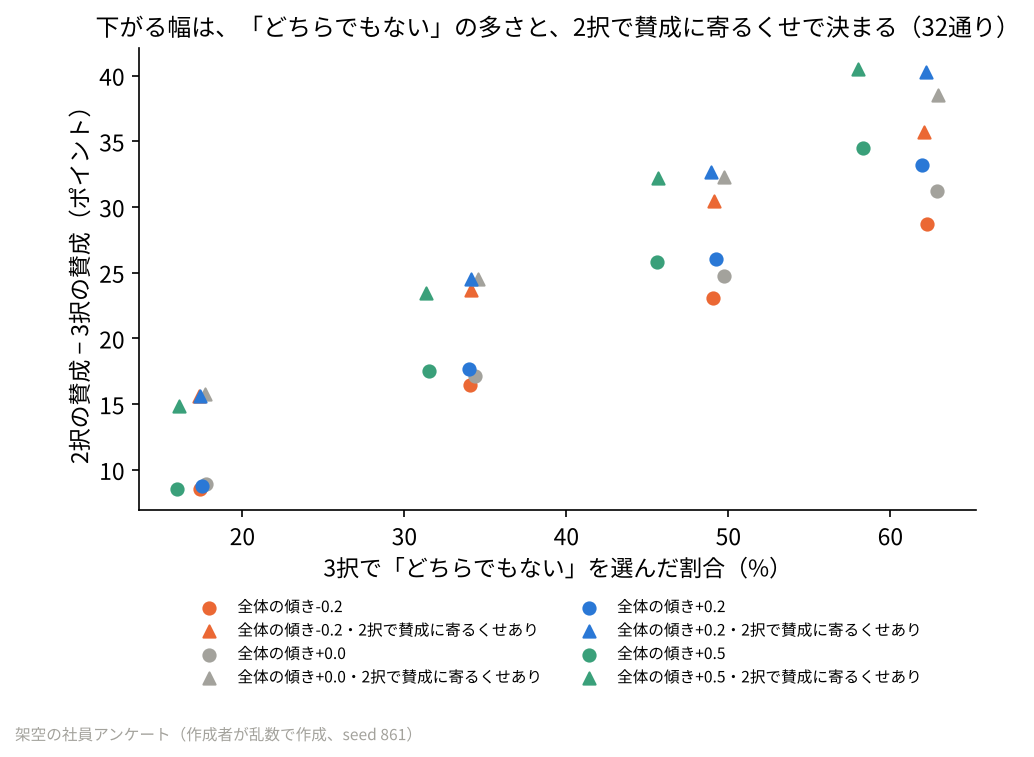 下がる幅は、「どちらでもない」の多さと、2択で賛成に寄るくせで決まる（32通り）
2択の賛成 − 3択の賛成（ポイント）
40
35
30
25
20
15
10
20
30
40
50
60
3択で「どちらでもない」を選んだ割合（%）
全体の傾き-0.2
全体の傾き-0.2・2択で賛成に寄るくせあり
全体の傾き+0.0
全体の傾き+0.0・2択で賛成に寄るくせあり
全体の傾き+0.2
全体の傾き+0.2・2択で賛成に寄るくせあり
全体の傾き+0.5
全体の傾き+0.5・2択で賛成に寄るくせあり
架空の社員アンケート（作成者が乱数で作成、seed 861）